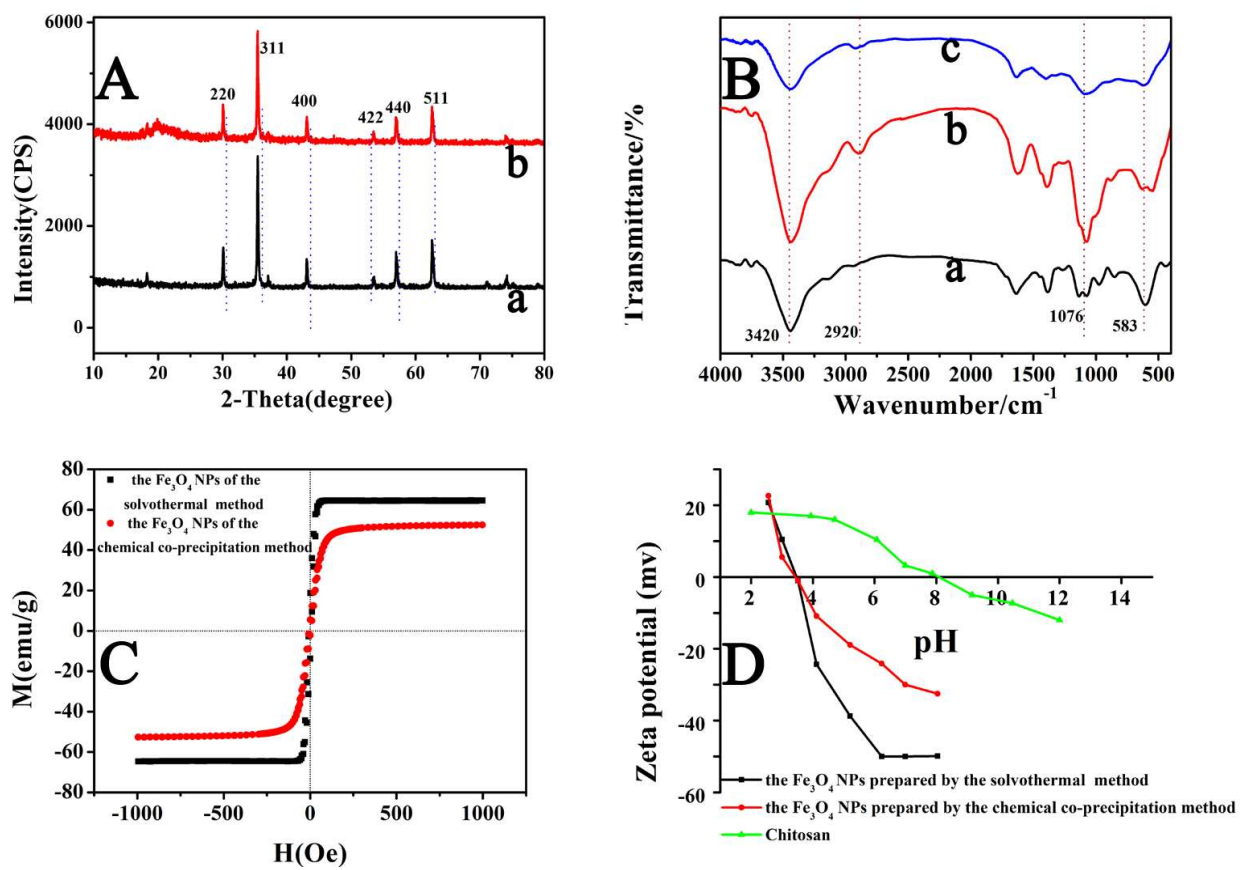 6000
4000
2000
0
Intensity(CPS)
A
220
311
400
422
440
511
b
a
10 20 30 40 50 60 70 80
2-Theta(degree)
Transmittance/%
B
c
b
a
3420
2920
1076
583
4000 3500 3000 2500 2000 1500 1000 500
Wavenumber/cm⁻¹
80
60
40
20
0
-20
-40
-60
-80
M(emu/g)
the Fe₃O₄ NPs of the
solvothermal method
the Fe₃O₄ NPs of the
chemical co-precipitation method
C
-1000 -500 0 500 1000
H(Oe)
20
0
-20
-40
-60
Zeta potential (mv)
2 4 6 8 10 12 14
pH
D
the Fe₃O₄ NPs prepared by the solvothermal method
the Fe₃O₄ NPs prepared by the chemical co-precipitation method
Chitosan